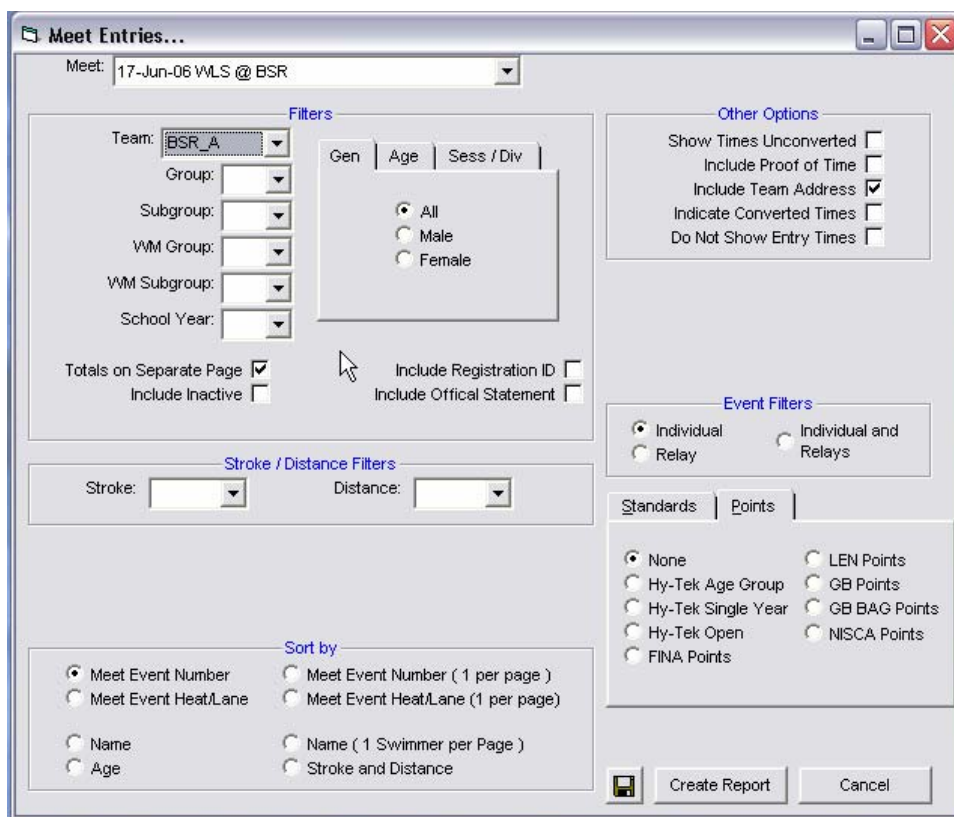 Meet Entries...
Meet: 17-Jun-06 WLS @ BSR
Filters
Team: BSR_A
Group:
Subgroup:
WM Group:
WM Subgroup:
School Year:
Gen Age Sess / Div
All
Male
Female
Totals on Separate Page
Include Inactive
Include Registration ID
Include Offical Statement
Other Options
Show Times Unconverted
Include Proof of Time
Include Team Address
Indicate Converted Times
Do Not Show Entry Times
Event Filters
Individual
Relay
Individual and
Relays
Stroke / Distance Filters
Stroke: Distance:
Standards Points
None
Hy-Tek Age Group
Hy-Tek Single Year
Hy-Tek Open
FINA Points
LEN Points
GB Points
GB BAG Points
NISCA Points
Sort by
Meet Event Number
Meet Event Heat/Lane
Name
Age
Meet Event Number ( 1 per page )
Meet Event Heat/Lane (1 per page)
Name ( 1 Swimmer per Page )
Stroke and Distance
Create Report
Cancel